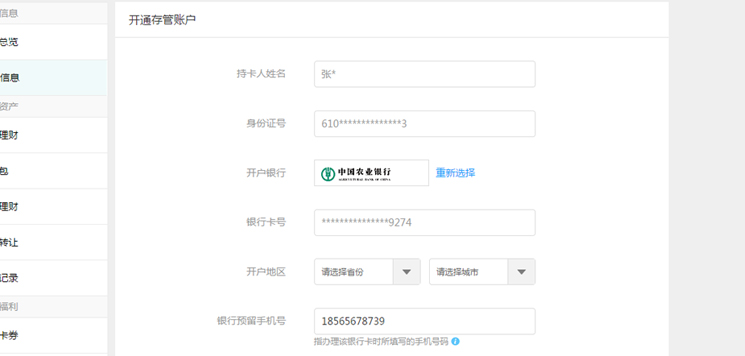 信息
总览
信息
资产
理财
包
理财
转让
记录
福利
卡券
开通存管账户
持卡人姓名 张*
身份证号 610**************3
开户银行 中国农业银行 重新选择
AGRICULTURAL BANK OF CHINA
银行卡号 ***************9274
开户地区 请选择省份 请选择城市
银行预留手机号 18565678739
指办理该银行卡时所填写的手机号码